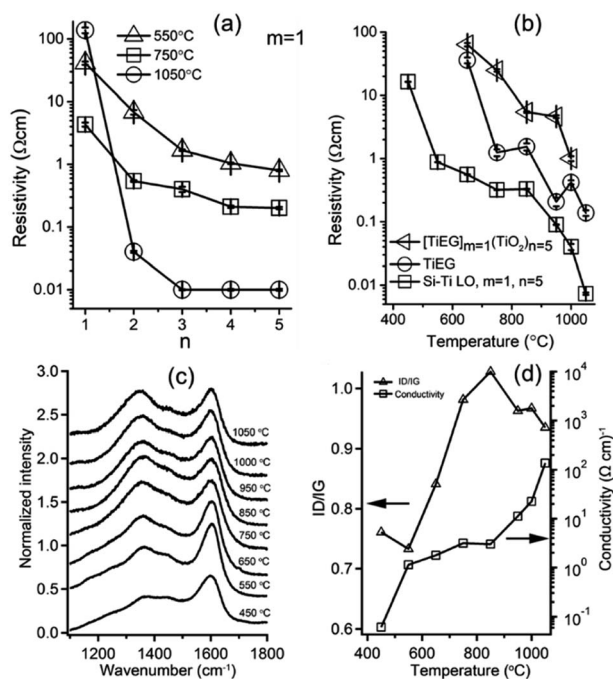 (a)
m=1
550°C
750°C
1050°C
Resistivity (Ωcm)
100
10
1
0.1
0.01
1 2 3 4 5
n
(b)
Resistivity (Ωcm)
100
10
1
0.1
0.01
[TiEG]m=1(TiO2)n=5
TiEG
Si-Ti LO, m=1, n=5
400 600 800 1000
Temperature (°C)
(c)
Normalized intensity
3.0
2.5
2.0
1.5
1.0
0.5
0.0
1050 °C
1000 °C
950 °C
850 °C
750 °C
650 °C
550 °C
450 °C
1200 1400 1600 1800
Wavenumber (cm-1)
(d)
ID/IG
Conductivity
ID/IG
1.0
0.9
0.8
0.7
0.6
10^4
10^3
10^2
10^1
10^0
10^-1
Conductivity (Ω cm)^-1
400 600 800 1000
Temperature (°C)